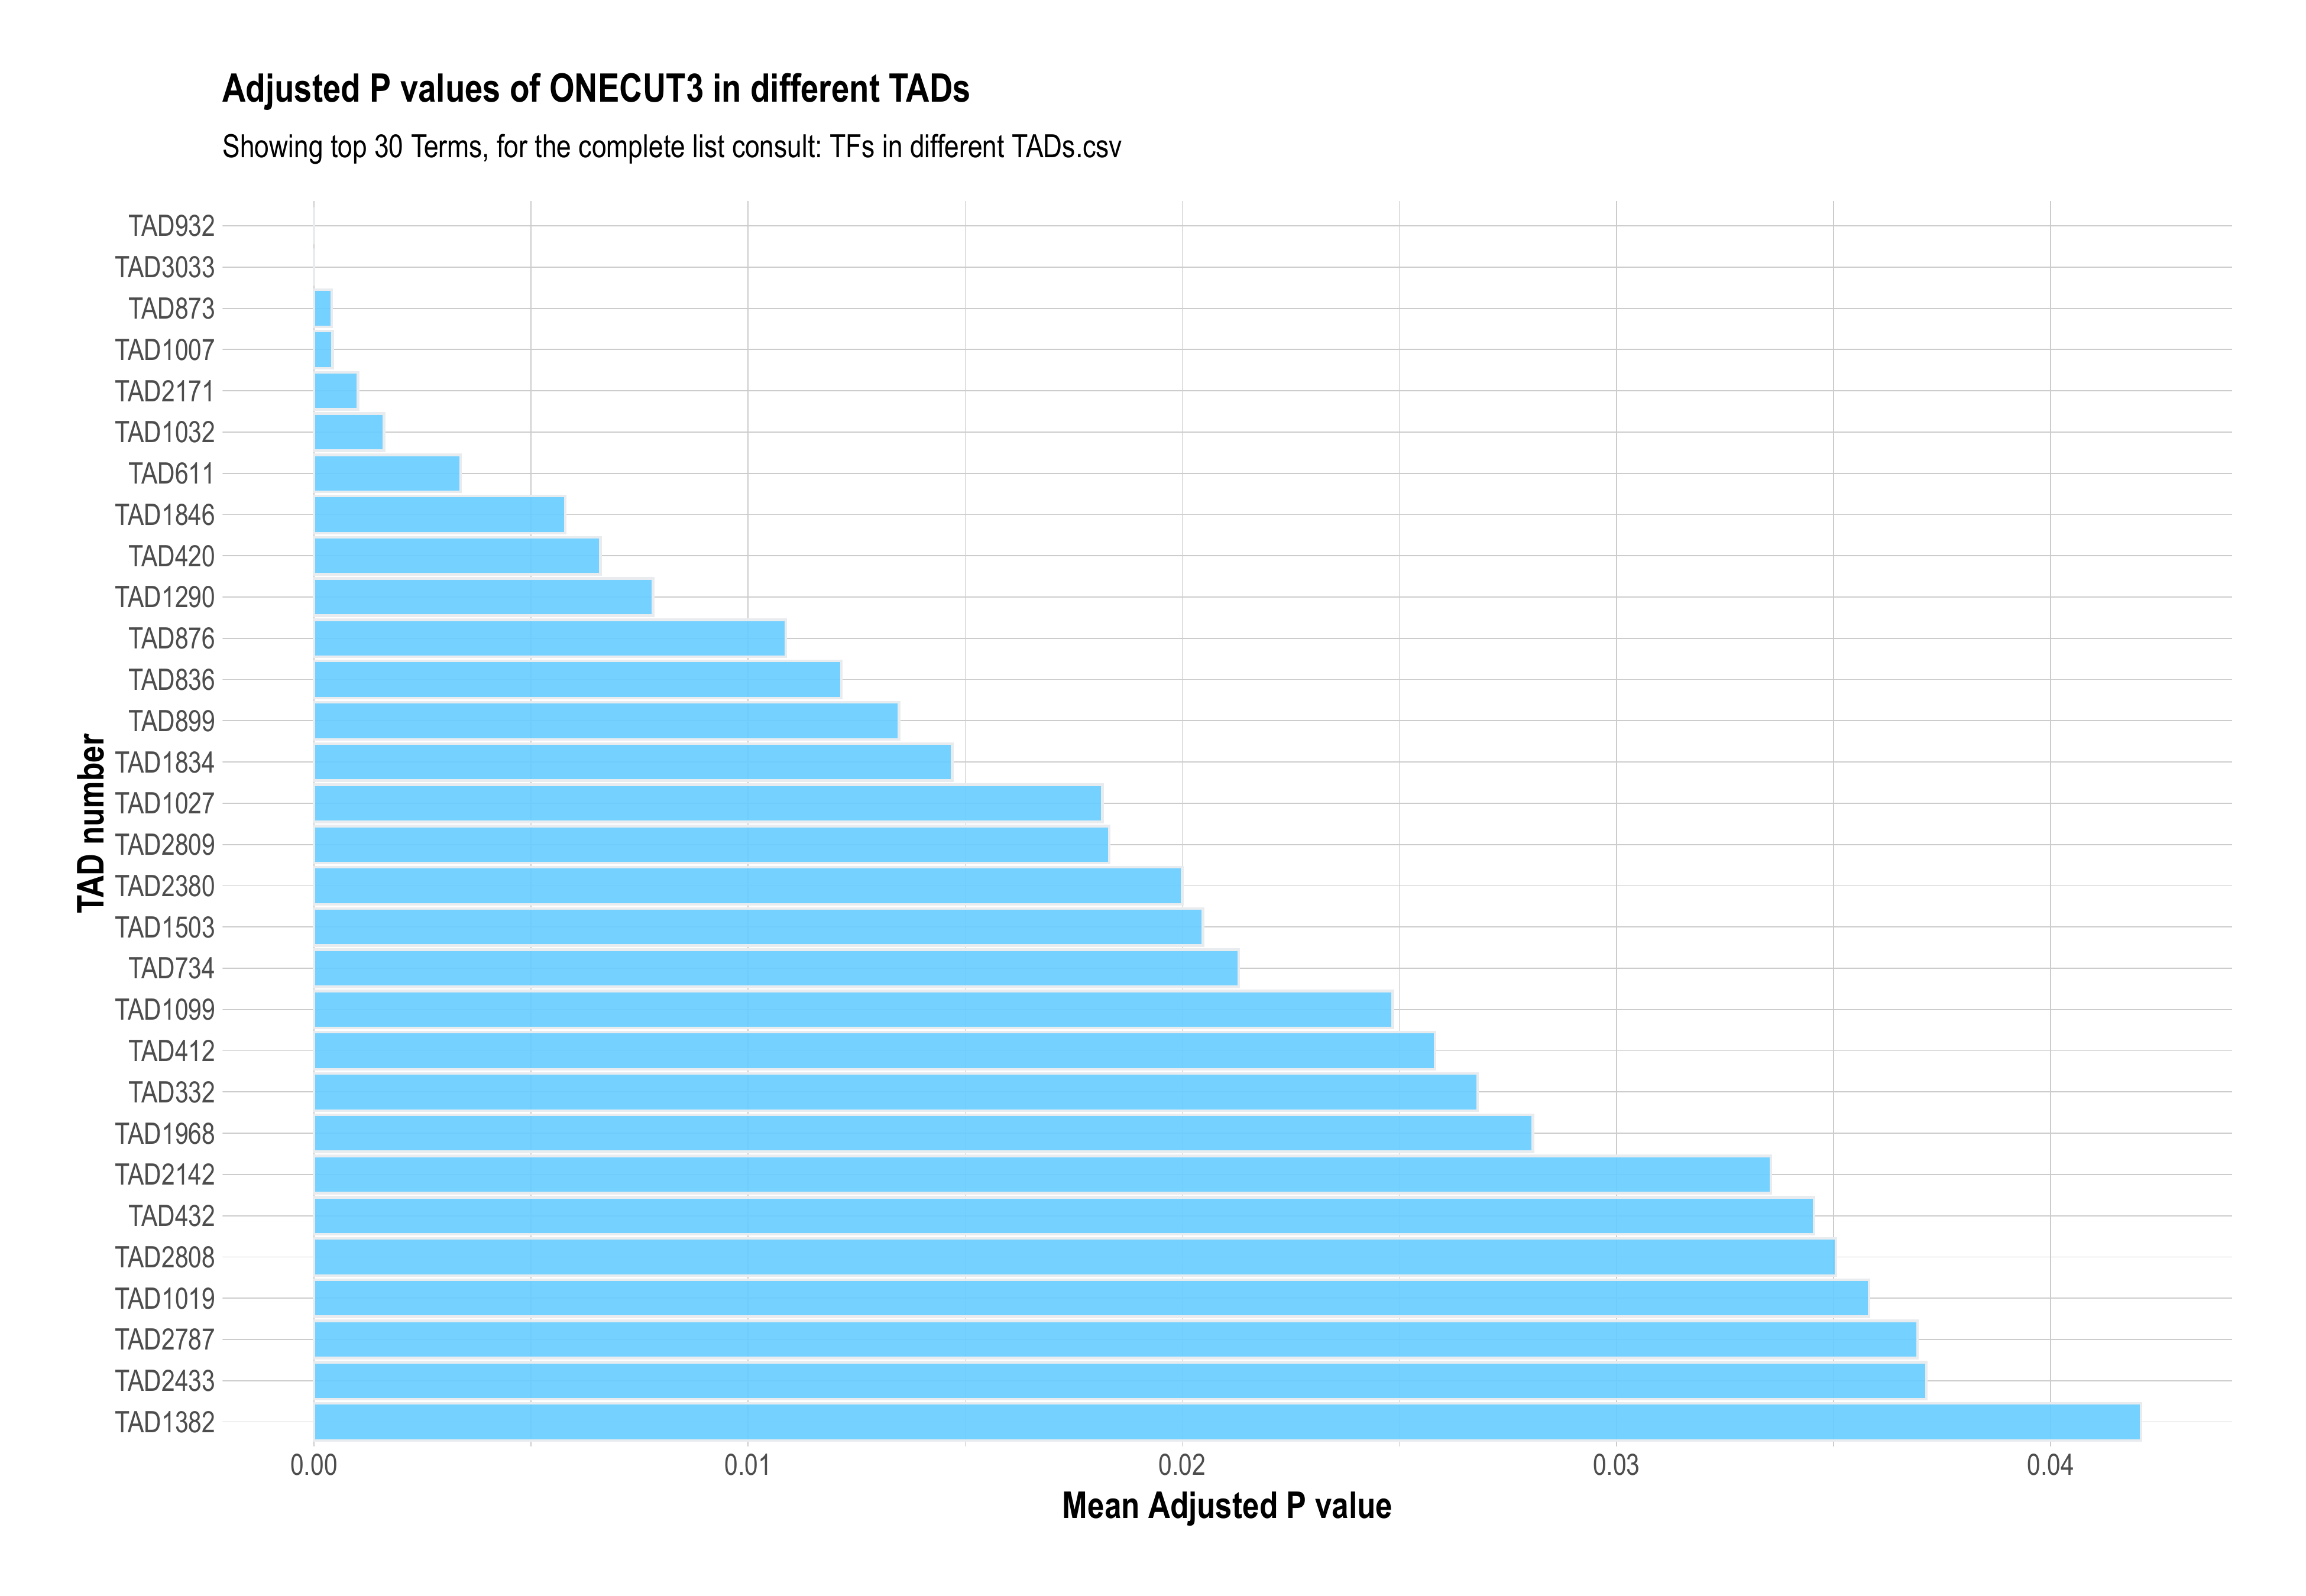 Adjusted P values of ONECUT3 in different TADs
Showing top 30 Terms, for the complete list consult: TFs in different TADs.csv
TAD number
TAD932
TAD3033
TAD873
TAD1007
TAD2171
TAD1032
TAD611
TAD1846
TAD420
TAD1290
TAD876
TAD836
TAD899
TAD1834
TAD1027
TAD2809
TAD2380
TAD1503
TAD734
TAD1099
TAD412
TAD332
TAD1968
TAD2142
TAD432
TAD2808
TAD1019
TAD2787
TAD2433
TAD1382
0.00 0.01 0.02 0.03 0.04
Mean Adjusted P value